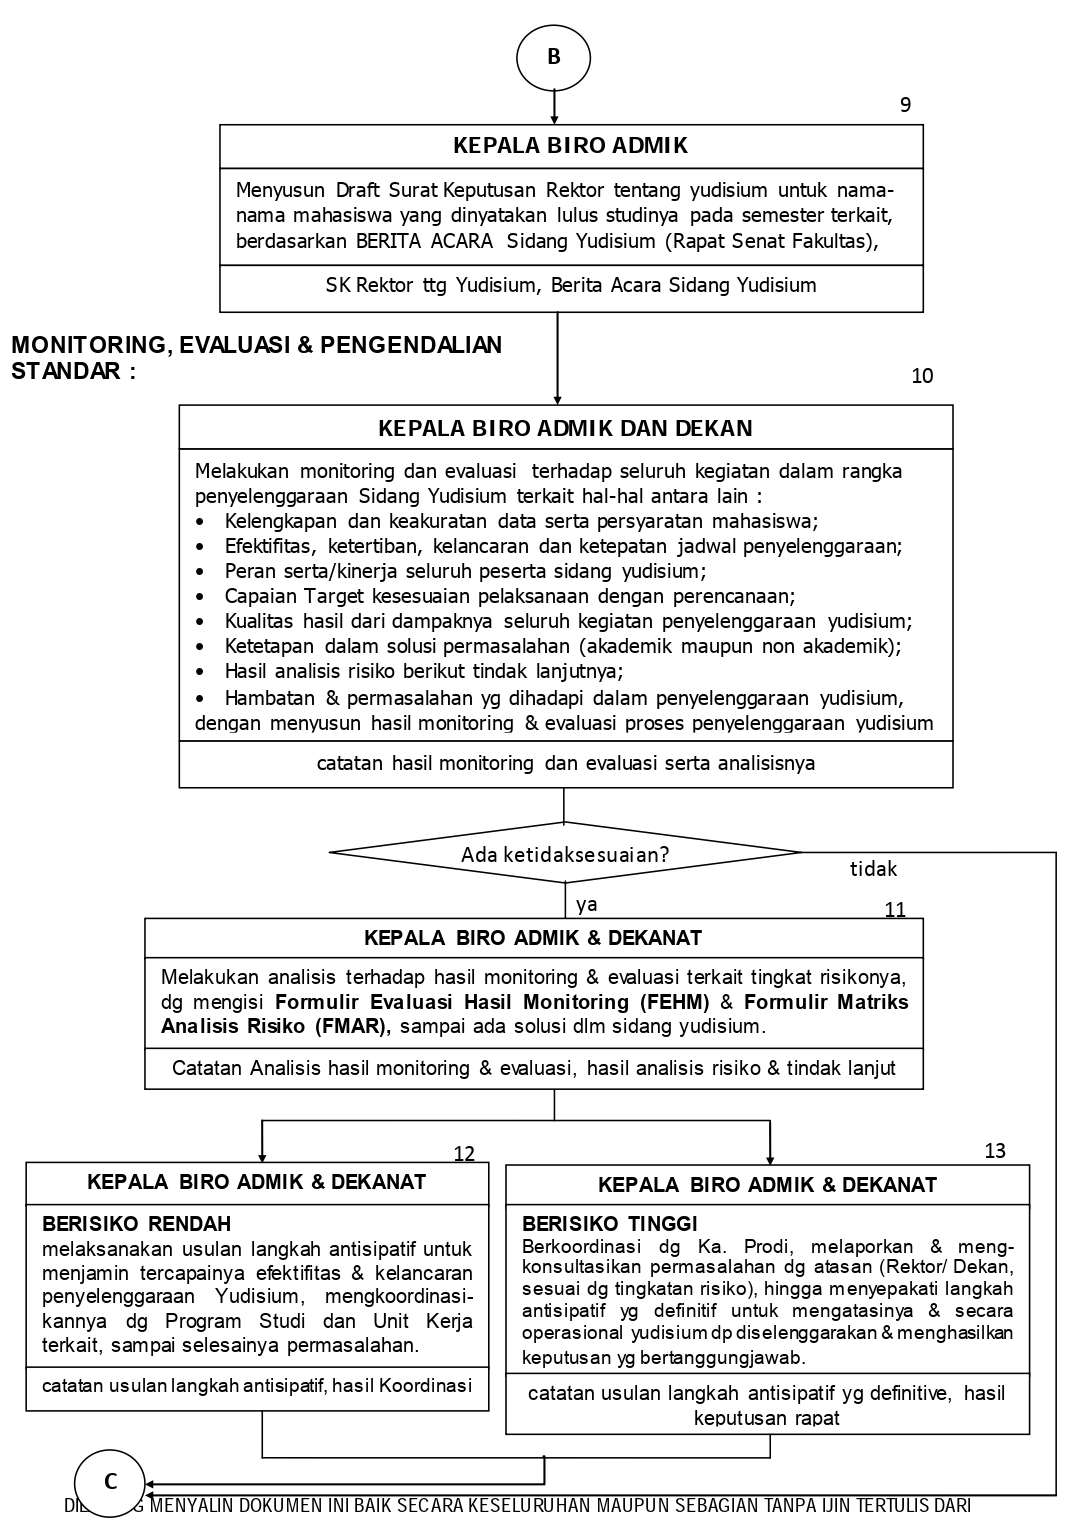 B
9
KEPALA BIRO ADMIK
Menyusun Draft Surat Keputusan Rektor tentang yudisium untuk nama-
nama mahasiswa yang dinyatakan lulus studinya pada semester terkait,
berdasarkan BERITA ACARA Sidang Yudisium (Rapat Senat Fakultas),
SK Rektor ttg Yudisium, Berita Acara Sidang Yudisium
MONITORING, EVALUASI & PENGENDALIAN
STANDAR :
10
KEPALA BIRO ADMIK DAN DEKAN
Melakukan monitoring dan evaluasi terhadap seluruh kegiatan dalam rangka
penyelenggaraan Sidang Yudisium terkait hal-hal antara lain :
• Kelengkapan dan keakuratan data serta persyaratan mahasiswa;
• Efektifitas, ketertiban, kelancaran dan ketepatan jadwal penyelenggaraan;
• Peran serta/kinerja seluruh peserta sidang yudisium;
• Capaian Target kesesuaian pelaksanaan dengan perencanaan;
• Kualitas hasil dari dampaknya seluruh kegiatan penyelenggaraan yudisium;
• Ketetapan dalam solusi permasalahan (akademik maupun non akademik);
• Hasil analisis risiko berikut tindak lanjutnya;
• Hambatan & permasalahan yg dihadapi dalam penyelenggaraan yudisium,
dengan menyusun hasil monitoring & evaluasi proses penyelenggaraan yudisium
catatan hasil monitoring dan evaluasi serta analisisnya
Ada ketidaksesuaian?
tidak
ya
11
KEPALA BIRO ADMIK & DEKANAT
Melakukan analisis terhadap hasil monitoring & evaluasi terkait tingkat risikonya,
dg mengisi Formulir Evaluasi Hasil Monitoring (FEHM) & Formulir Matriks
Analisis Risiko (FMAR), sampai ada solusi dlm sidang yudisium.
Catatan Analisis hasil monitoring & evaluasi, hasil analisis risiko & tindak lanjut
12
KEPALA BIRO ADMIK & DEKANAT
BERISIKO RENDAH
melaksanakan usulan langkah antisipatif untuk
menjamin tercapainya efektifitas & kelancaran
penyelenggaraan Yudisium, mengkoordinasi-
kannya dg Program Studi dan Unit Kerja
terkait, sampai selesainya permasalahan.
catatan usulan langkah antisipatif, hasil Koordinasi
13
KEPALA BIRO ADMIK & DEKANAT
BERISIKO TINGGI
Berkoordinasi dg Ka. Prodi, melaporkan & meng-
konsultasikan permasalahan dg atasan (Rektor/ Dekan,
sesuai dg tingkatan risiko), hingga menyepakati langkah
antisipatif yg definitif untuk mengatasinya & secara
operasional yudisium dp diselenggarakan & menghasilkan
keputusan yg bertanggungjawab.
catatan usulan langkah antisipatif yg definitive, hasil
keputusan rapat
C
MENYALIN DOKUMEN INI BAIK SECARA KESELURUHAN MAUPUN SEBAGIAN TANPA IJIN TERTULIS DARI